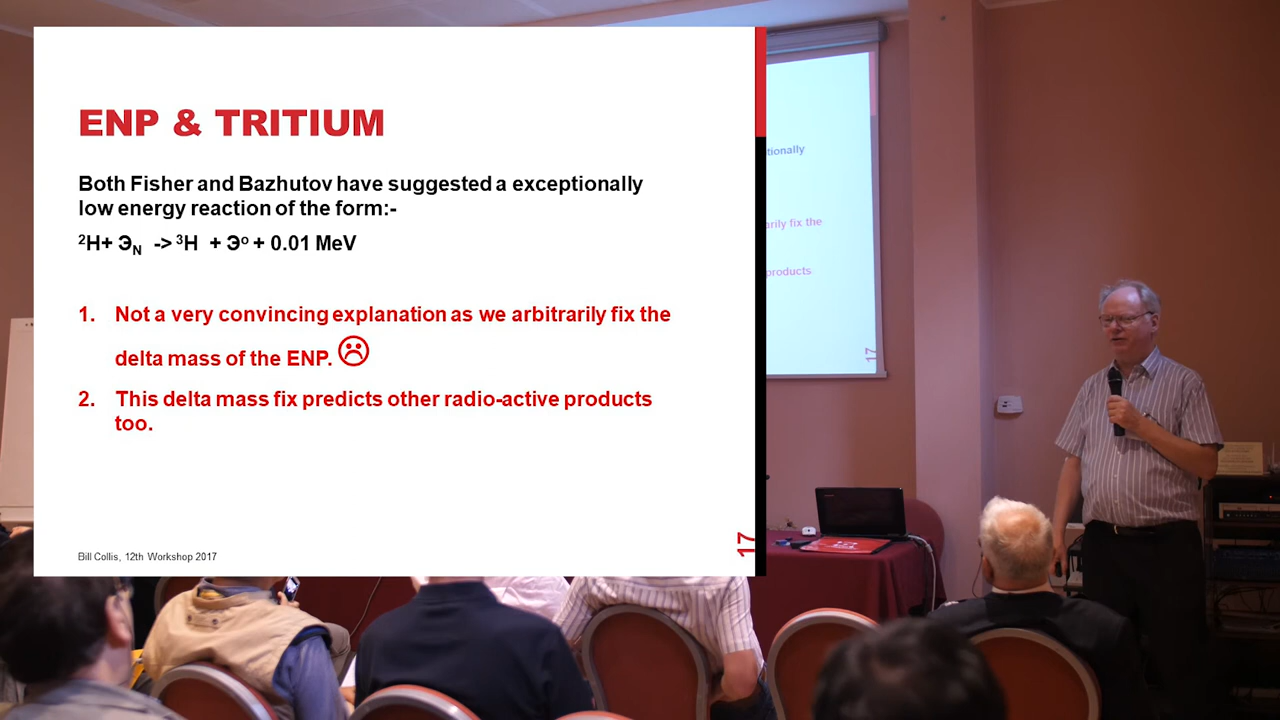 ENP & TRITIUM
Both Fisher and Bazhutov have suggested a exceptionally
low energy reaction of the form:-
²H+ Э_N -> ³H + Э⁰ + 0.01 MeV
1. Not a very convincing explanation as we arbitrarily fix the
delta mass of the ENP. ☹
2. This delta mass fix predicts other radio-active products
too.
Bill Collis, 12th Workshop 2017
17
tionally
arily fix the
products
17